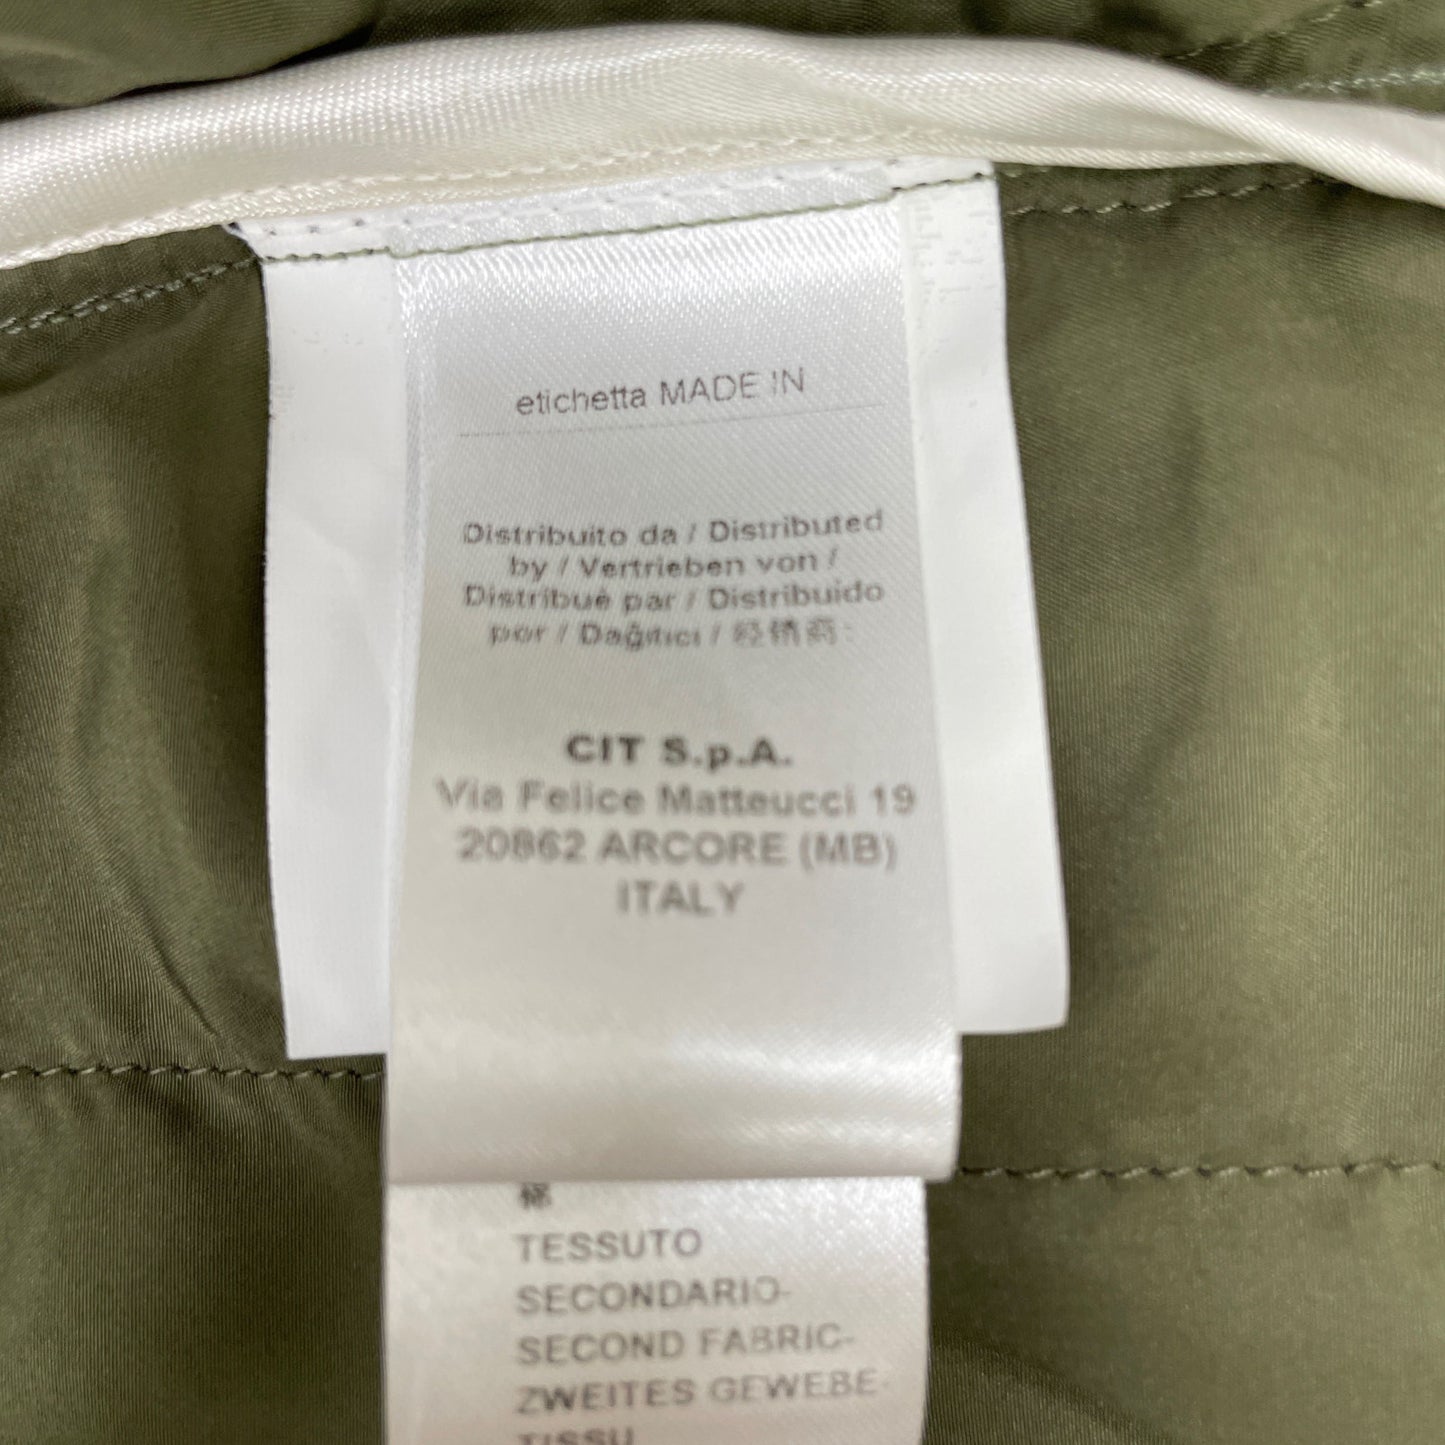 etichetta MADE IN
Distribuito da / Distributed
by / Vertrieben von /
Distribué par / Distribuido
por / Dağıtıcı / 经销商:
CIT S.p.A.
Via Felice Matteucci 19
20862 ARCORE (MB)
ITALY
TESSUTO
SECONDARIO-
SECOND FABRIC-
ZWEITES GEWEBE-
TISSU